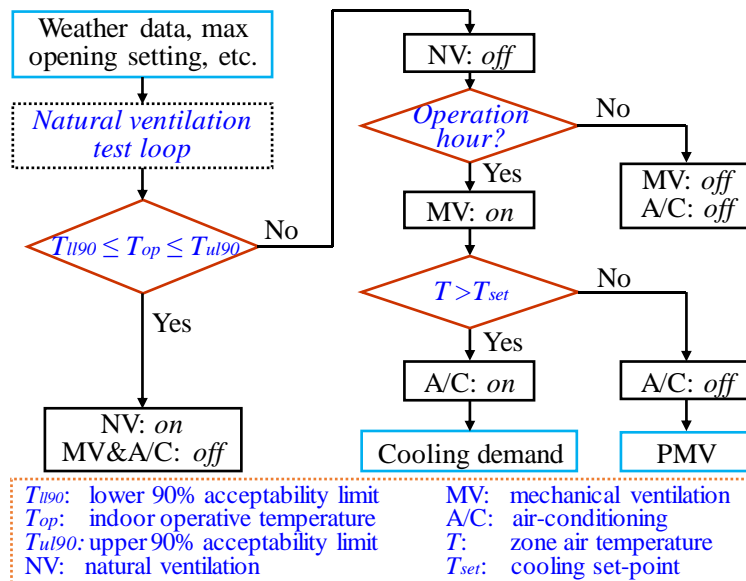 Weather data, max
opening setting, etc.
Natural ventilation
test loop
Tll90 ≤ Top ≤ Tul90
No
Yes
NV: on
MV&A/C: off
NV: off
Operation
hour?
No
Yes
MV: off
A/C: off
MV: on
T >Tset
No
Yes
A/C: on
A/C: off
Cooling demand
PMV
Tll90: lower 90% acceptability limit
Top: indoor operative temperature
Tul90: upper 90% acceptability limit
NV: natural ventilation
MV: mechanical ventilation
A/C: air-conditioning
T: zone air temperature
Tset: cooling set-point